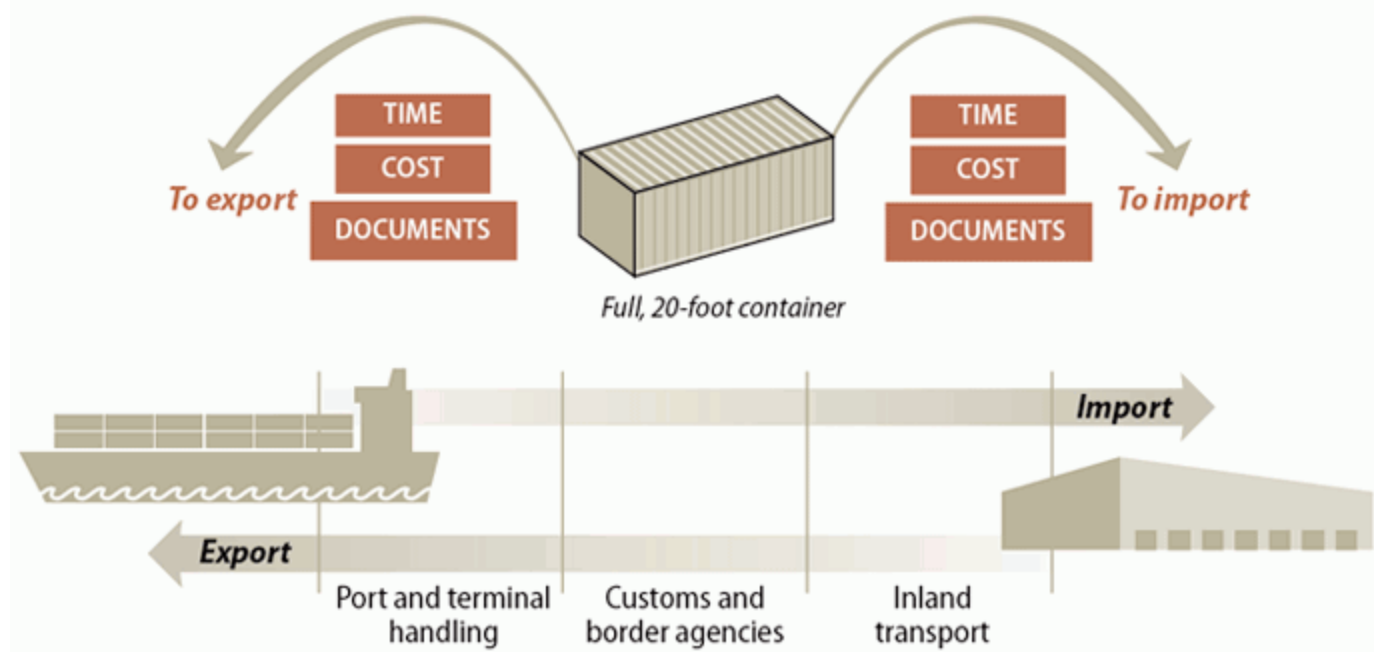 TIME
COST
DOCUMENTS
To export
TIME
COST
DOCUMENTS
To import
Full, 20-foot container
Import
Export
Port and terminal
handling
Customs and
border agencies
Inland
transport